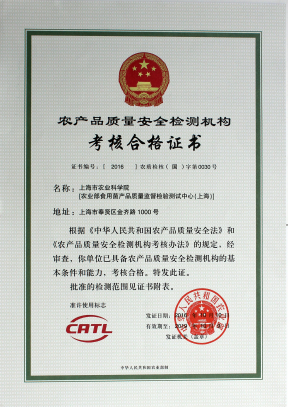 农产品质量安全检测机构
考核合格证书
证书编号：[ 2016 ]农质检核（国）字第0030号
名称：上海市农业科学院
[农业部食用菌产品质量监督检验测试中心(上海)]
地址：上海市奉贤区金齐路 1000 号
根据《中华人民共和国农产品质量安全法》和
《农产品质量安全检测机构考核办法》的规定，经
审查，你单位已具备农产品质量安全检测机构的基
本条件和能力，考核合格。特发此证。
批准的检测范围见证书附表。
准许使用标志
CATL
发证日期：
有效期至：
发证机关（盖章）
中华人民共和国农业部制